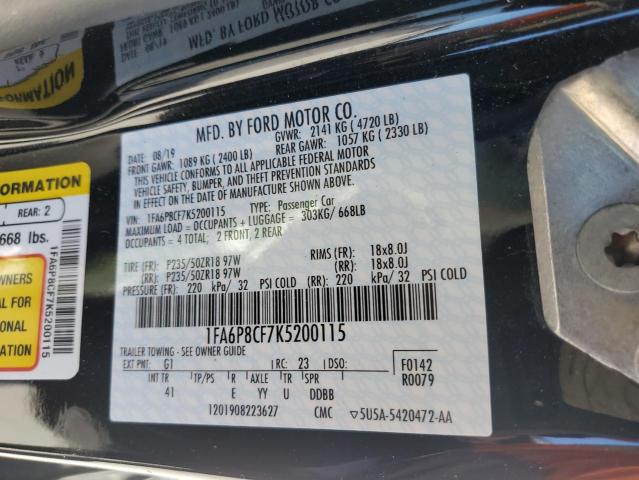 MFD. BY FORD MOTOR CO.
DATE: 08/19 GVWR: 2141 KG ( 4720 LB)
FRONT GAWR: 1089 KG ( 2400 LB) REAR GAWR: 1057 KG ( 2330 LB)
THIS VEHICLE CONFORMS TO ALL APPLICABLE FEDERAL MOTOR
VEHICLE SAFETY, BUMPER, AND THEFT PREVENTION STANDARDS
IN EFFECT ON THE DATE OF MANUFACTURE SHOWN ABOVE.
VIN: 1FA6P8CF7K5200115 TYPE: Passenger Car
MAXIMUM LOAD = OCCUPANTS + LUGGAGE = 303KG/ 668LB
OCCUPANTS = 4 TOTAL; 2 FRONT, 2 REAR
TIRE (FR): P235/50ZR18 97W RIMS (FR): 18x8.0J
(RR): P235/50ZR18 97W (RR): 18x8.0J
PRESSURE (FR): 220 kPa/ 32 PSI COLD (RR): 220 kPa/ 32 PSI COLD
1FA6P8CF7K5200115
TRAILER TOWING - SEE OWNER GUIDE
EXT PNT: G1 RC: 23 DSO: F0142
INT TR TP/PS R AXLE TR SPR R0079
41 E YY U DDBB
1201908223627 CMC 5U5A-5420472-AA
FORMATION
REAR: 2
668 lbs.
OWNERS
AL FOR
ONAL
MATION
1FA6P8CF7K5200115